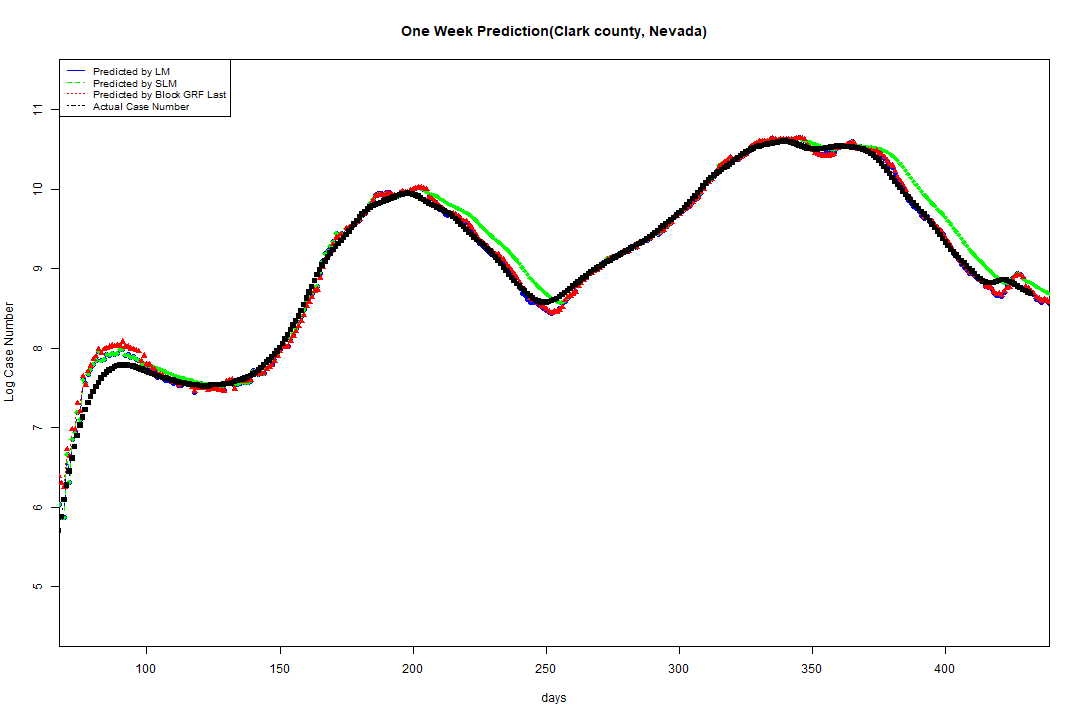 One Week Prediction(Clark county, Nevada)
Predicted by LM
Predicted by SLM
Predicted by Block GRF Last
Actual Case Number
11
10
9
8
7
6
5
Log Case Number
100 150 200 250 300 350 400
days